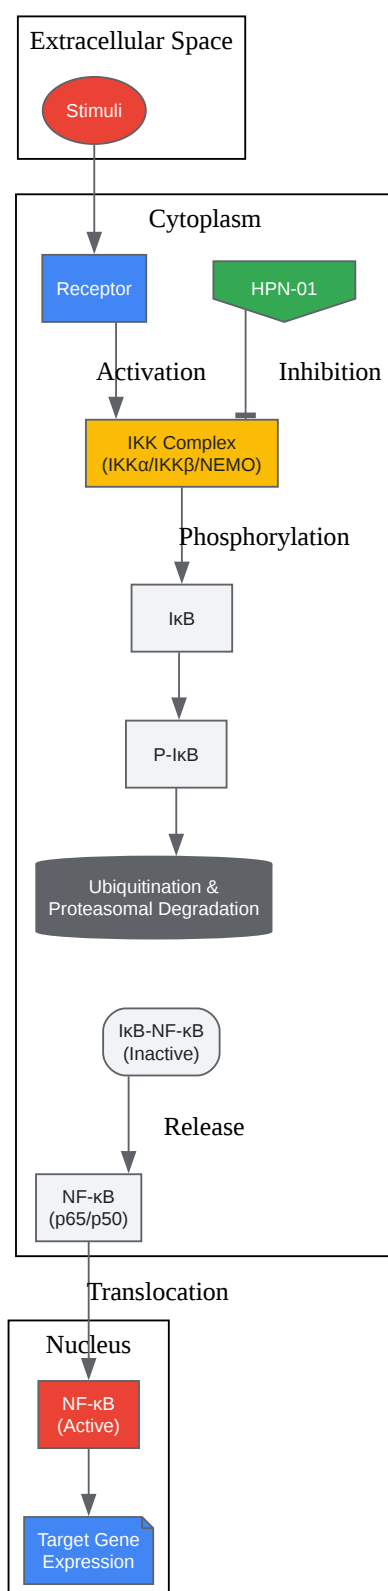 Extracellular Space
Stimuli
Cytoplasm
Receptor
HPN-01
Activation
Inhibition
IKK Complex
(IKKα/IKKβ/NEMO)
Phosphorylation
IκB
P-IκB
Ubiquitination &
Proteasomal Degradation
IκB-NF-κB
(Inactive)
Release
NF-κB
(p65/p50)
Translocation
Nucleus
NF-κB
(Active)
Target Gene
Expression